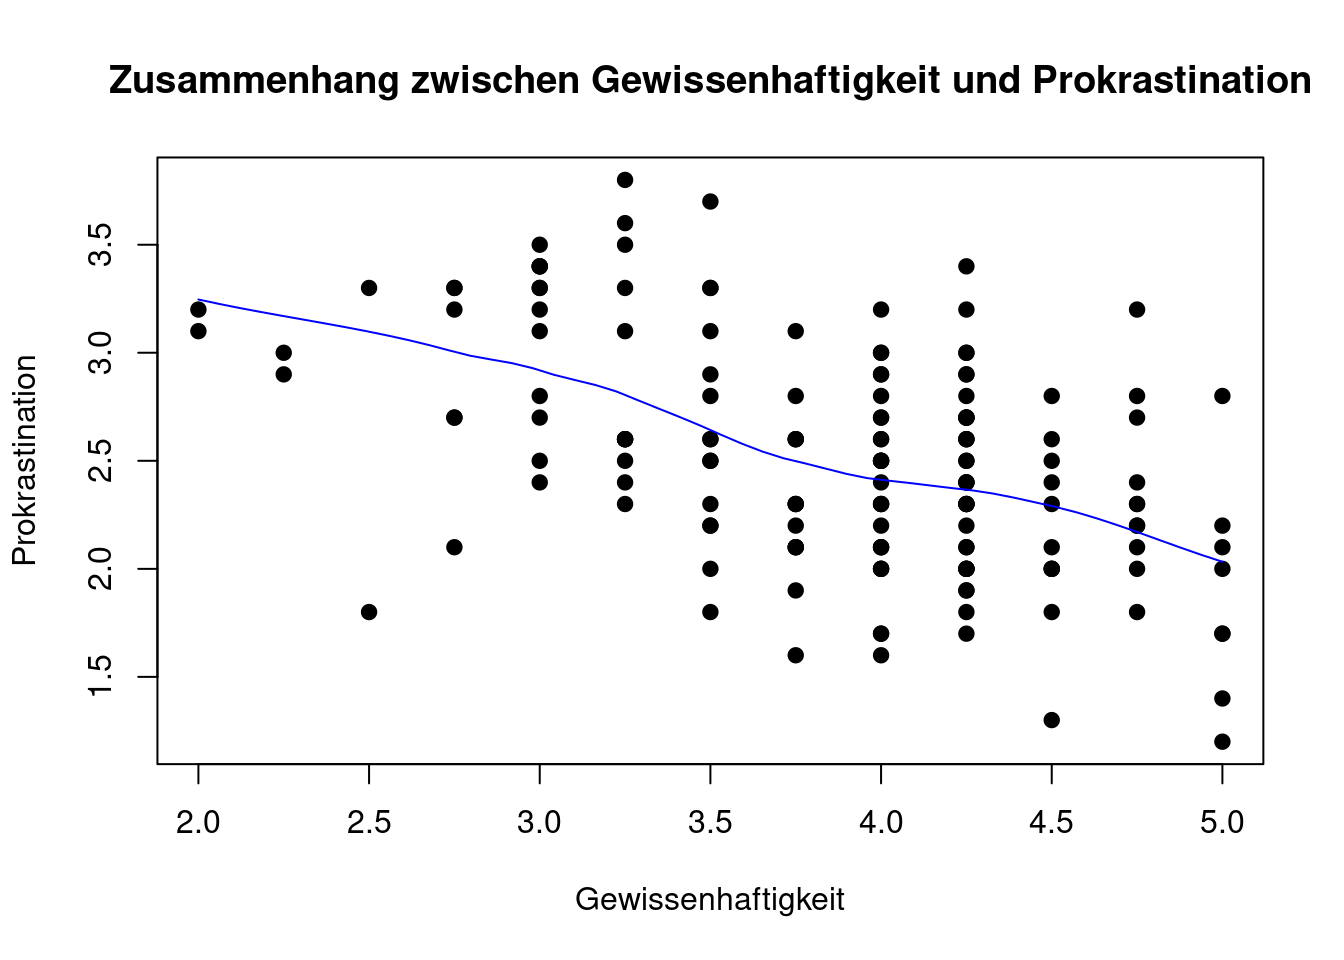 Zusammenhang zwischen Gewissenhaftigkeit und Prokrastination
Prokrastination
3.5
3.0
2.5
2.0
1.5
2.0 2.5 3.0 3.5 4.0 4.5 5.0
Gewissenhaftigkeit